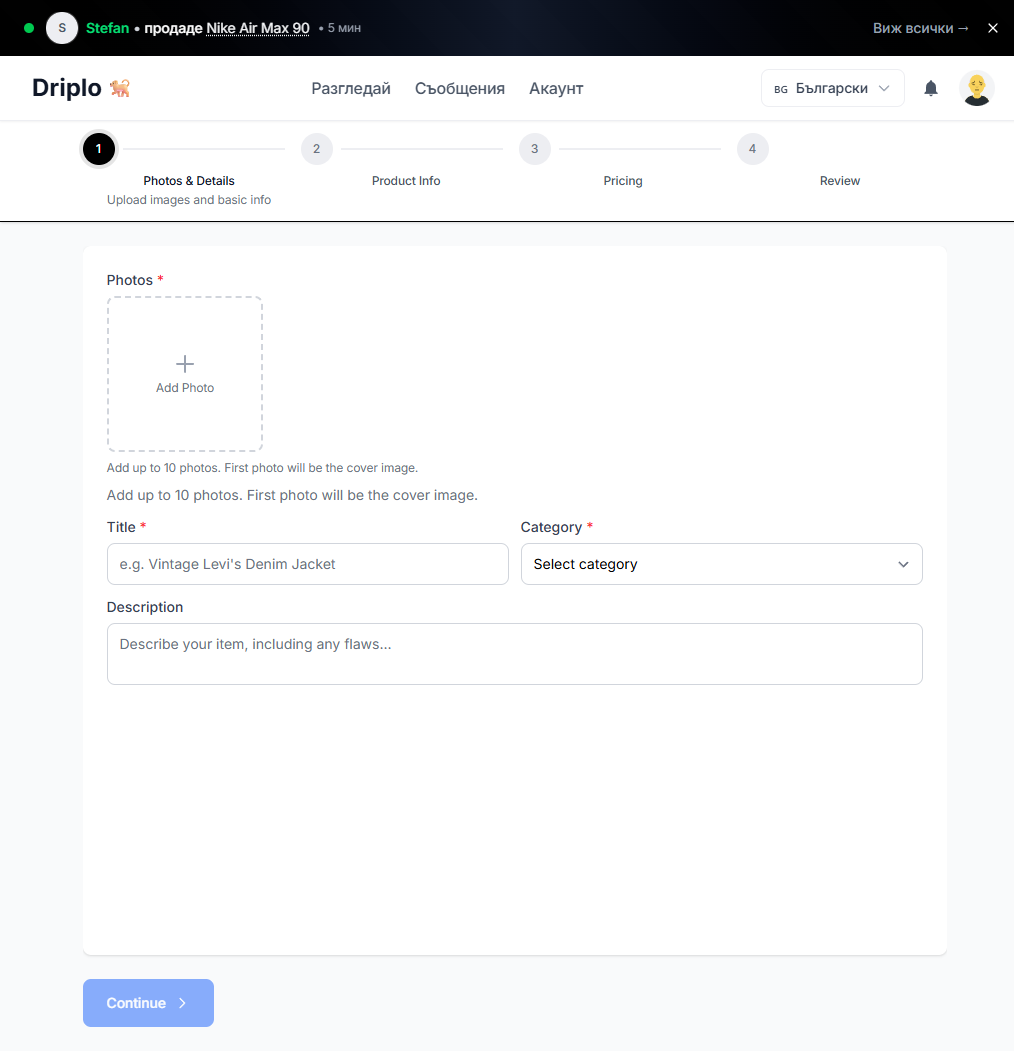 S Stefan • продаде Nike Air Max 90 • 5 мин Виж всички → ×
Driplo Разгледай Съобщения Акаунт BG Български
1 2 3 4
Photos & Details Product Info Pricing Review
Upload images and basic info
Photos *
Add Photo
Add up to 10 photos. First photo will be the cover image.
Add up to 10 photos. First photo will be the cover image.
Title * Category *
e.g. Vintage Levi's Denim Jacket Select category
Description
Describe your item, including any flaws...
Continue